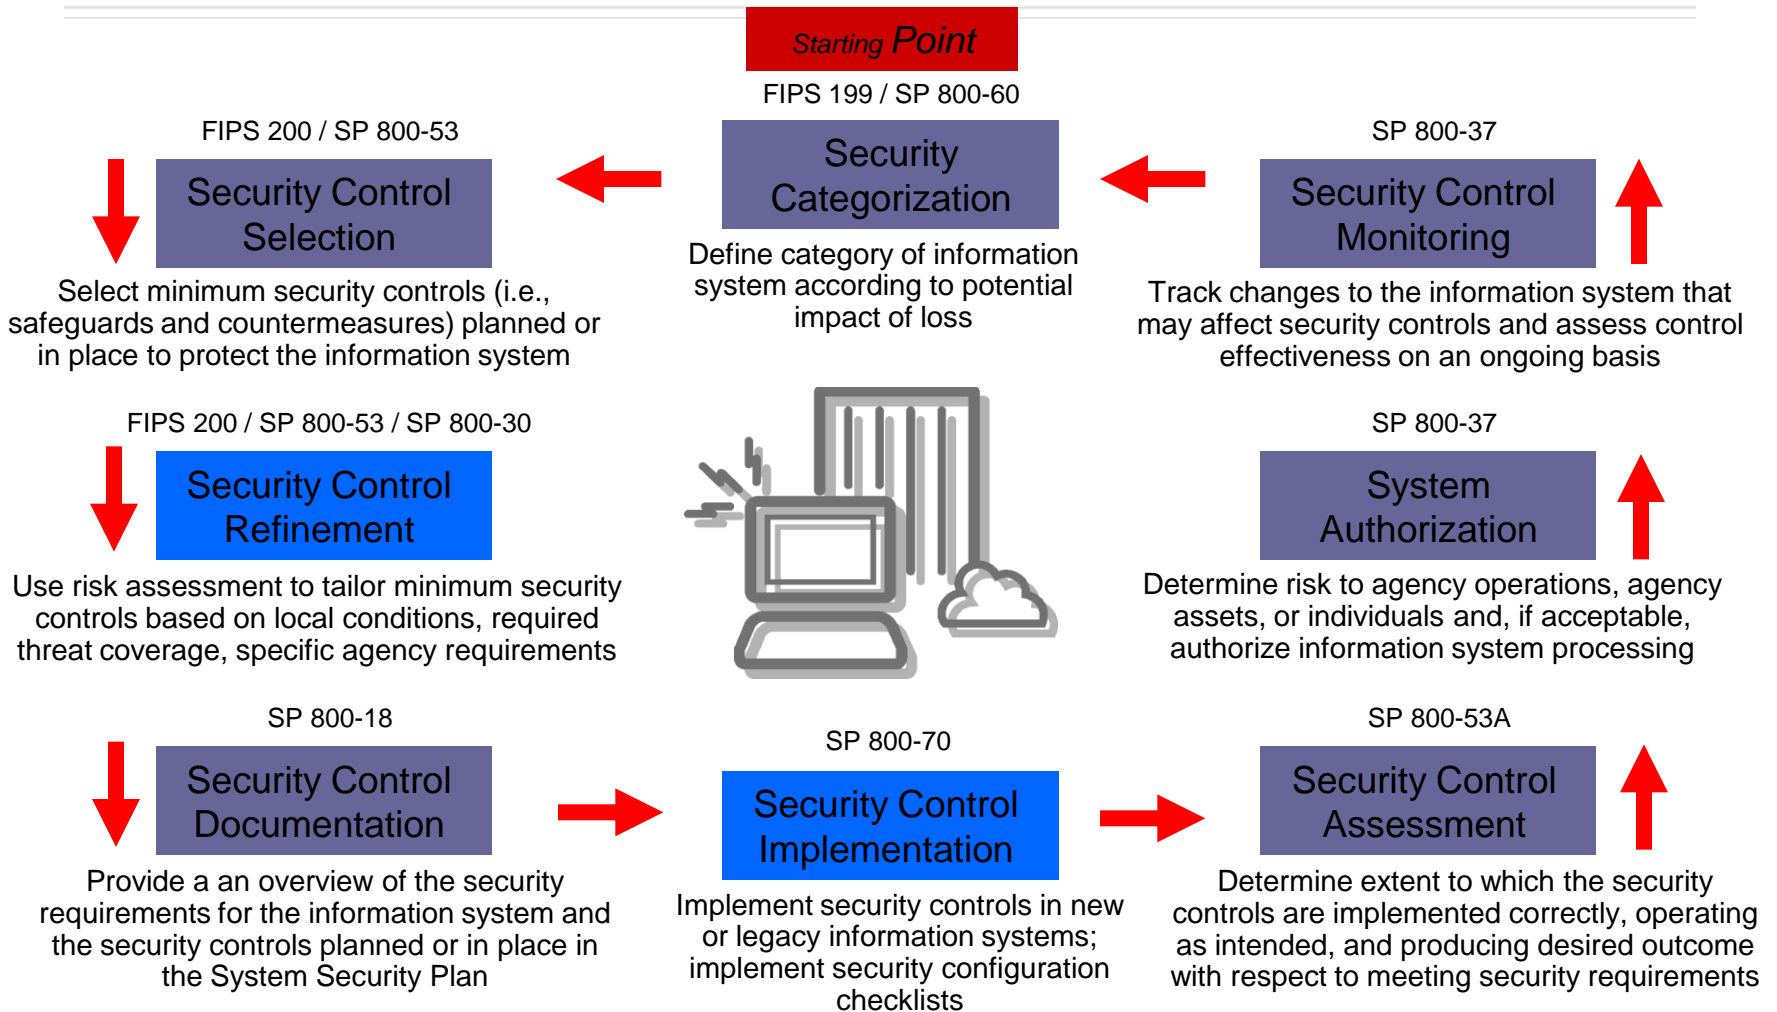 Starting Point
FIPS 199 / SP 800-60
Security
Categorization
Define category of information
system according to potential
impact of loss
FIPS 200 / SP 800-53
Security Control
Selection
Select minimum security controls (i.e.,
safeguards and countermeasures) planned or
in place to protect the information system
FIPS 200 / SP 800-53 / SP 800-30
Security Control
Refinement
Use risk assessment to tailor minimum security
controls based on local conditions, required
threat coverage, specific agency requirements
SP 800-18
Security Control
Documentation
Provide a an overview of the security
requirements for the information system and
the security controls planned or in place in
the System Security Plan
SP 800-70
Security Control
Implementation
Implement security controls in new
or legacy information systems;
implement security configuration
checklists
SP 800-53A
Security Control
Assessment
Determine extent to which the security
controls are implemented correctly, operating
as intended, and producing desired outcome
with respect to meeting security requirements
SP 800-37
System
Authorization
Determine risk to agency operations, agency
assets, or individuals and, if acceptable,
authorize information system processing
SP 800-37
Security Control
Monitoring
Track changes to the information system that
may affect security controls and assess control
effectiveness on an ongoing basis